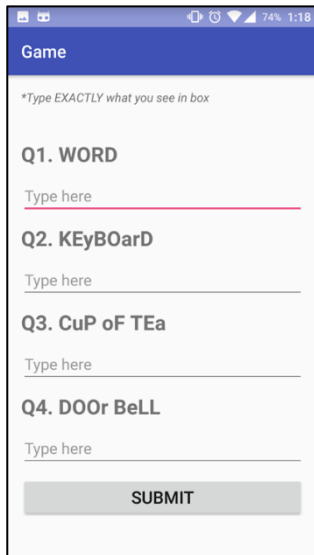 74% 1:18
Game
*Type EXACTLY what you see in box
Q1. WORD
Type here
Q2. KEyBOarD
Type here
Q3. CuP oF TEa
Type here
Q4. DOOr BeLL
Type here
SUBMIT